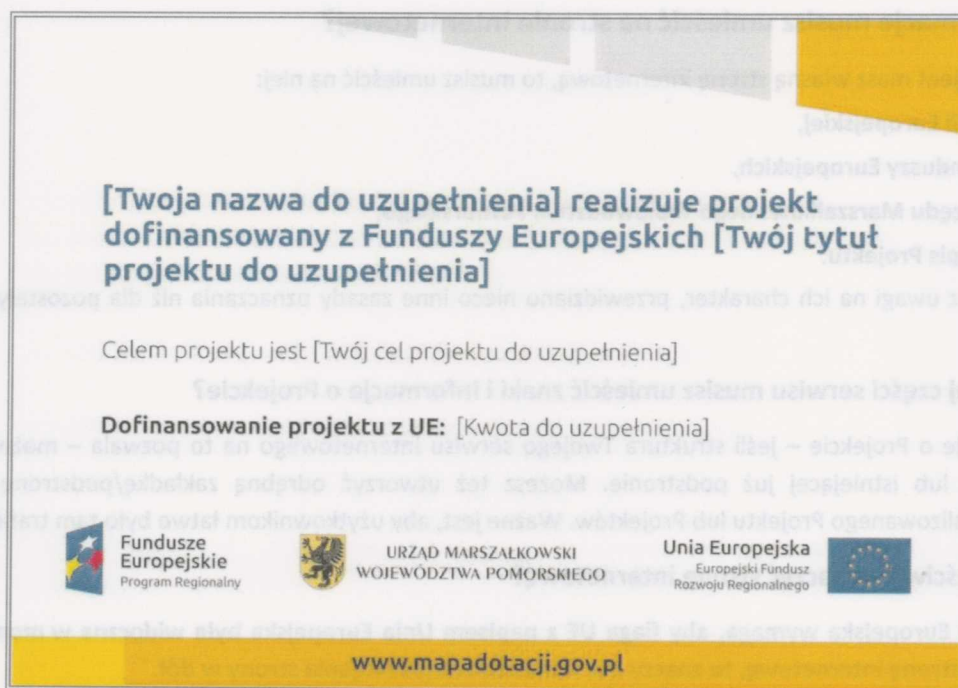 [Twoja nazwa do uzupełnienia] realizuje projekt
dofinansowany z Funduszy Europejskich [Twój tytuł
projektu do uzupełnienia]
Celem projektu jest [Twój cel projektu do uzupełnienia]
Dofinansowanie projektu z UE: [Kwota do uzupełnienia]
Fundusze
Europejskie
Program Regionalny
URZĄD MARSZAŁKOWSKI
WOJEWÓDZTWA POMORSKIEGO
Unia Europejska
Europejski Fundusz
Rozwoju Regionalnego
www.mapadotacji.gov.pl